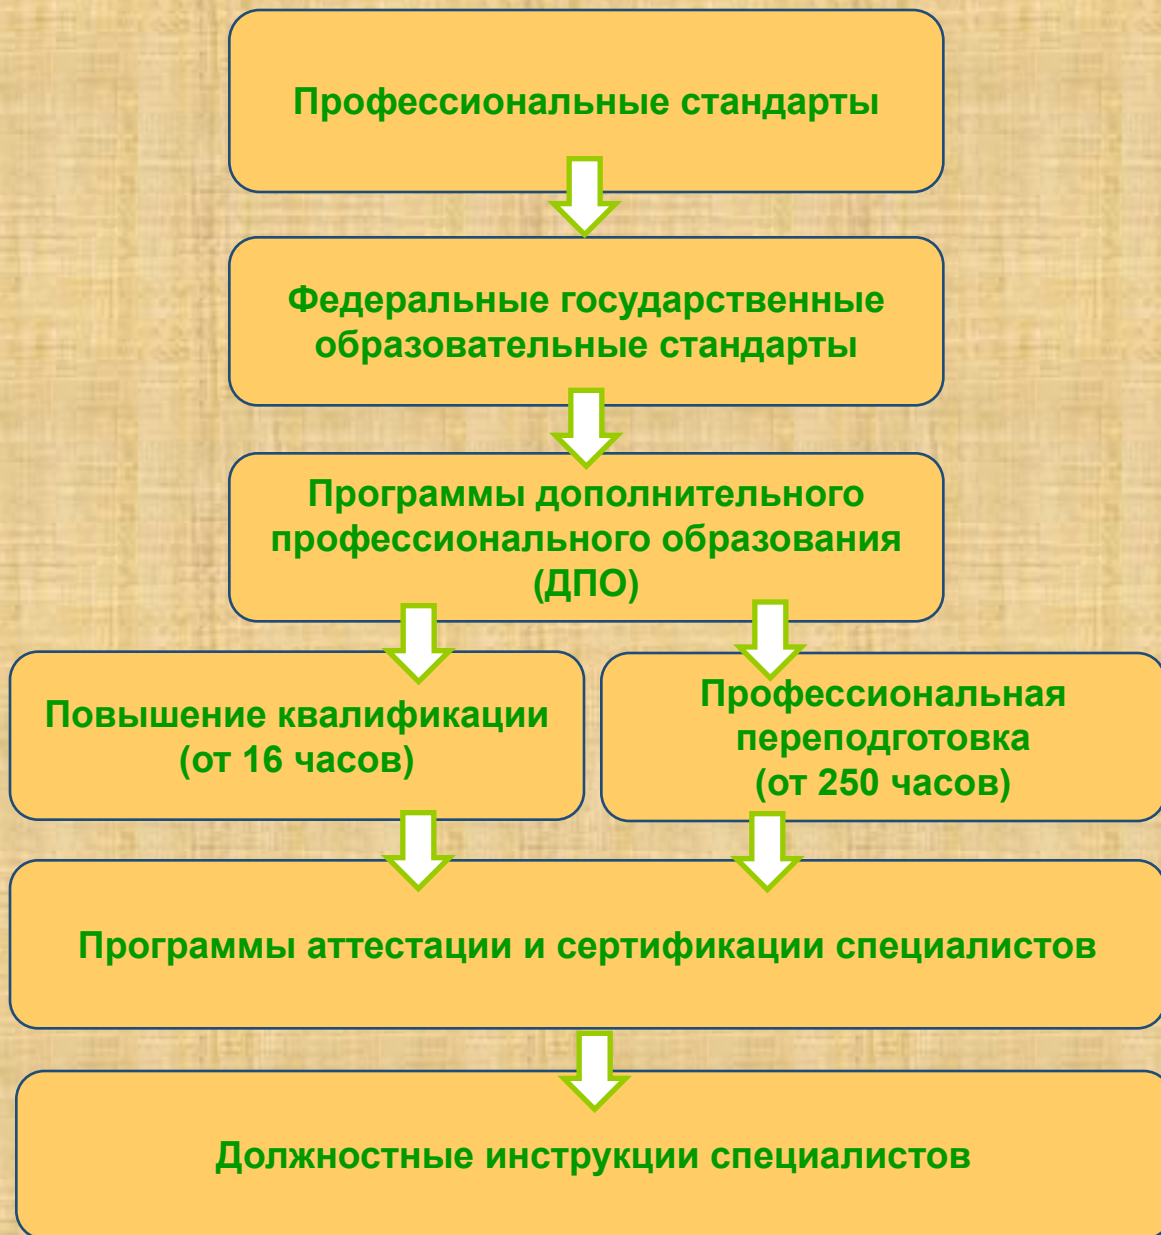 Профессиональные стандарты
Федеральные государственные
образовательные стандарты
Программы дополнительного
профессионального образования
(ДПО)
Повышение квалификации
(от 16 часов)
Профессиональная
переподготовка
(от 250 часов)
Программы аттестации и сертификации специалистов
Должностные инструкции специалистов